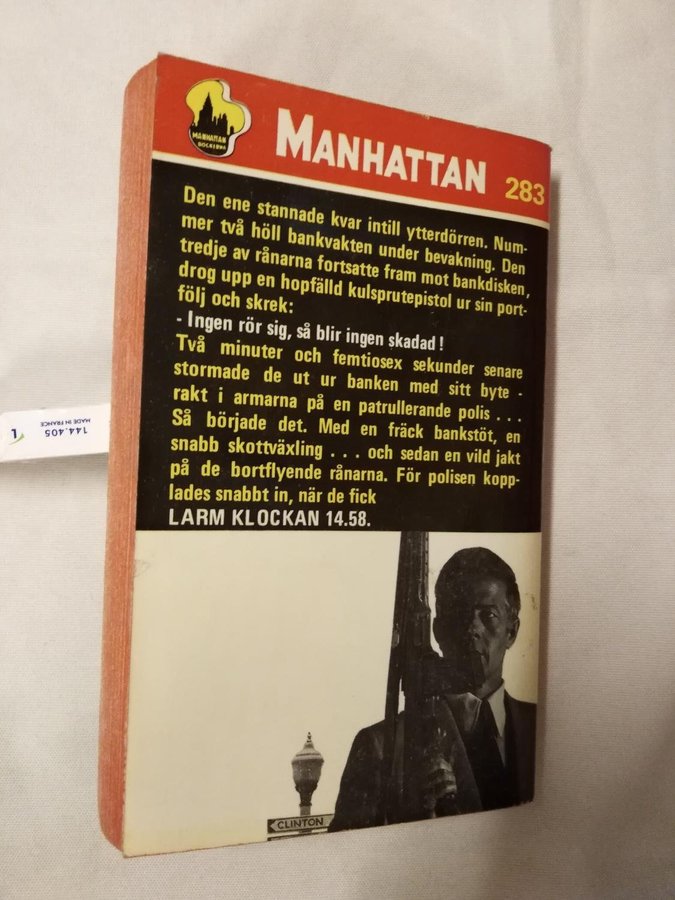 MANHATTAN
BÖCKERNA
MANHATTAN
283
Den ene stannade kvar intill ytterdörren. Num-
mer två höll bankvakten under bevakning. Den
tredje av rånarna fortsatte fram mot bankdisken,
drog upp en hopfälld kulsprutepistol ur sin port-
följ och skrek:
- Ingen rör sig, så blir ingen skadad!
Två minuter och femtiosex sekunder senare
stormade de ut ur banken med sitt byte -
rakt i armarna på en patrullerande polis . . .
Så började det. Med en fräck bankstöt, en
snabb skottväxling . . . och sedan en vild jakt
på de bortflyende rånarna. För polisen kopp-
lades snabbt in, när de fick
LARM KLOCKAN 14.58.
CLINTON
144.405
MADE IN FRANCE
L